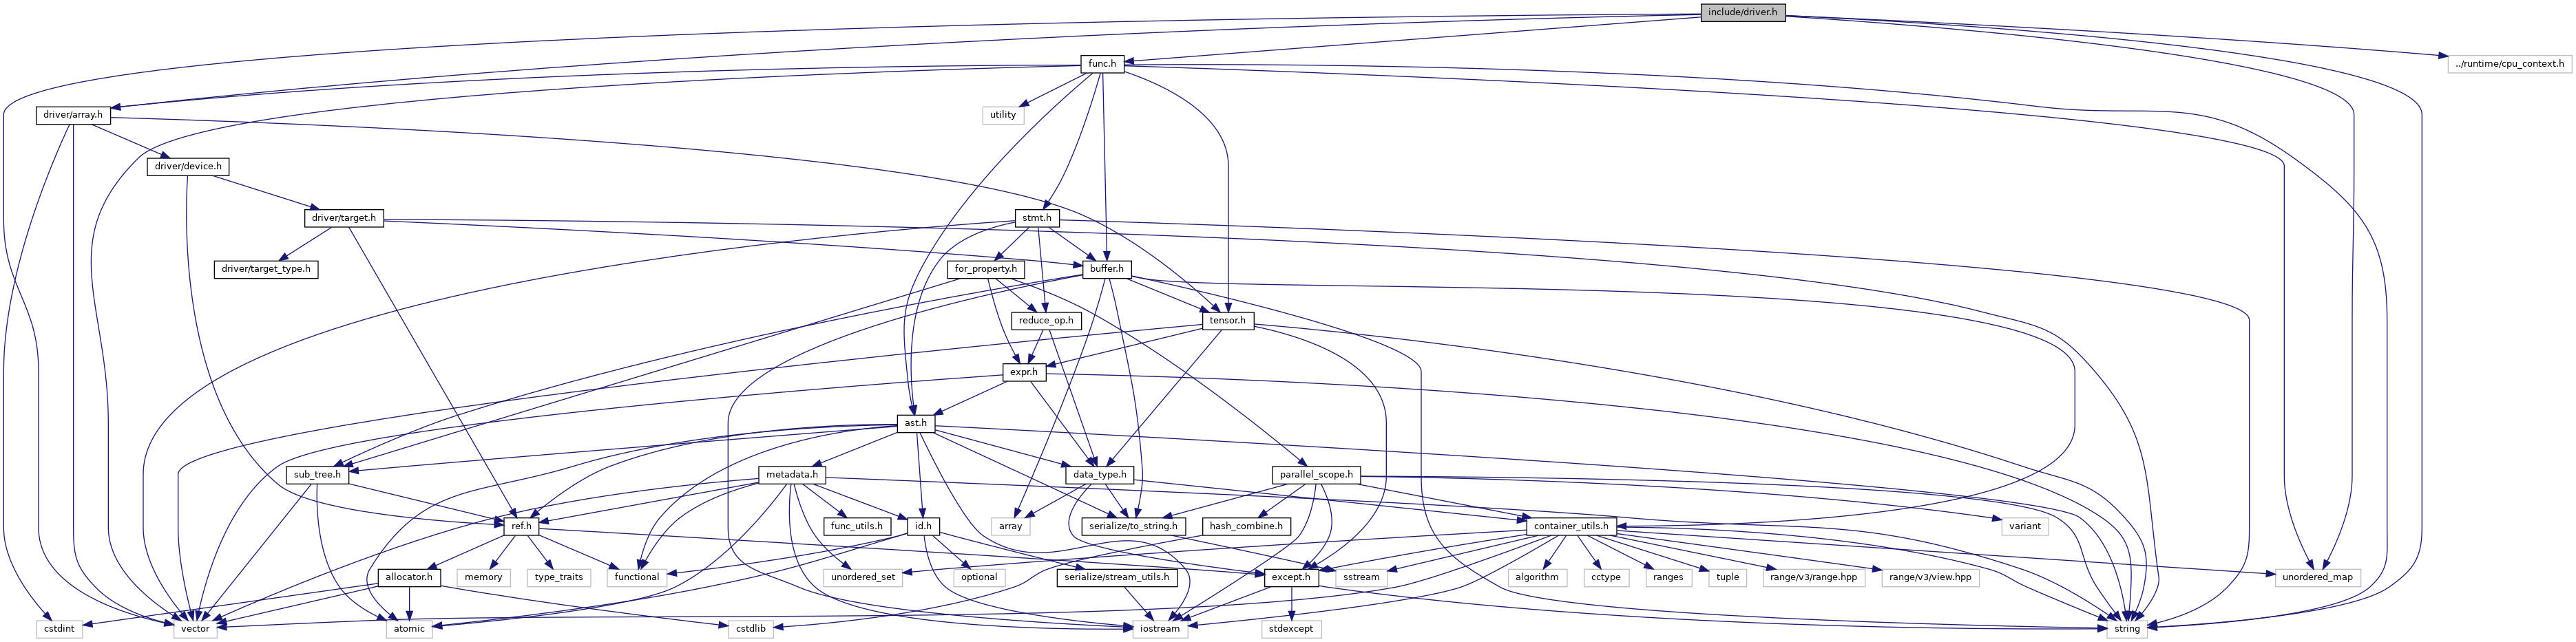 include/driver.h
func.h
../runtime/cpu_context.h
driver/array.h
utility
driver/device.h
driver/target.h
stmt.h
driver/target_type.h
for_property.h
buffer.h
reduce_op.h
tensor.h
expr.h
ast.h
sub_tree.h
metadata.h
data_type.h
parallel_scope.h
ref.h
func_utils.h
id.h
array
serialize/to_string.h
hash_combine.h
container_utils.h
variant
allocator.h
memory
type_traits
functional
unordered_set
optional
serialize/stream_utils.h
except.h
sstream
algorithm
cctype
ranges
tuple
range/v3/range.hpp
range/v3/view.hpp
unordered_map
cstdint
vector
atomic
cstdlib
iostream
stdexcept
string